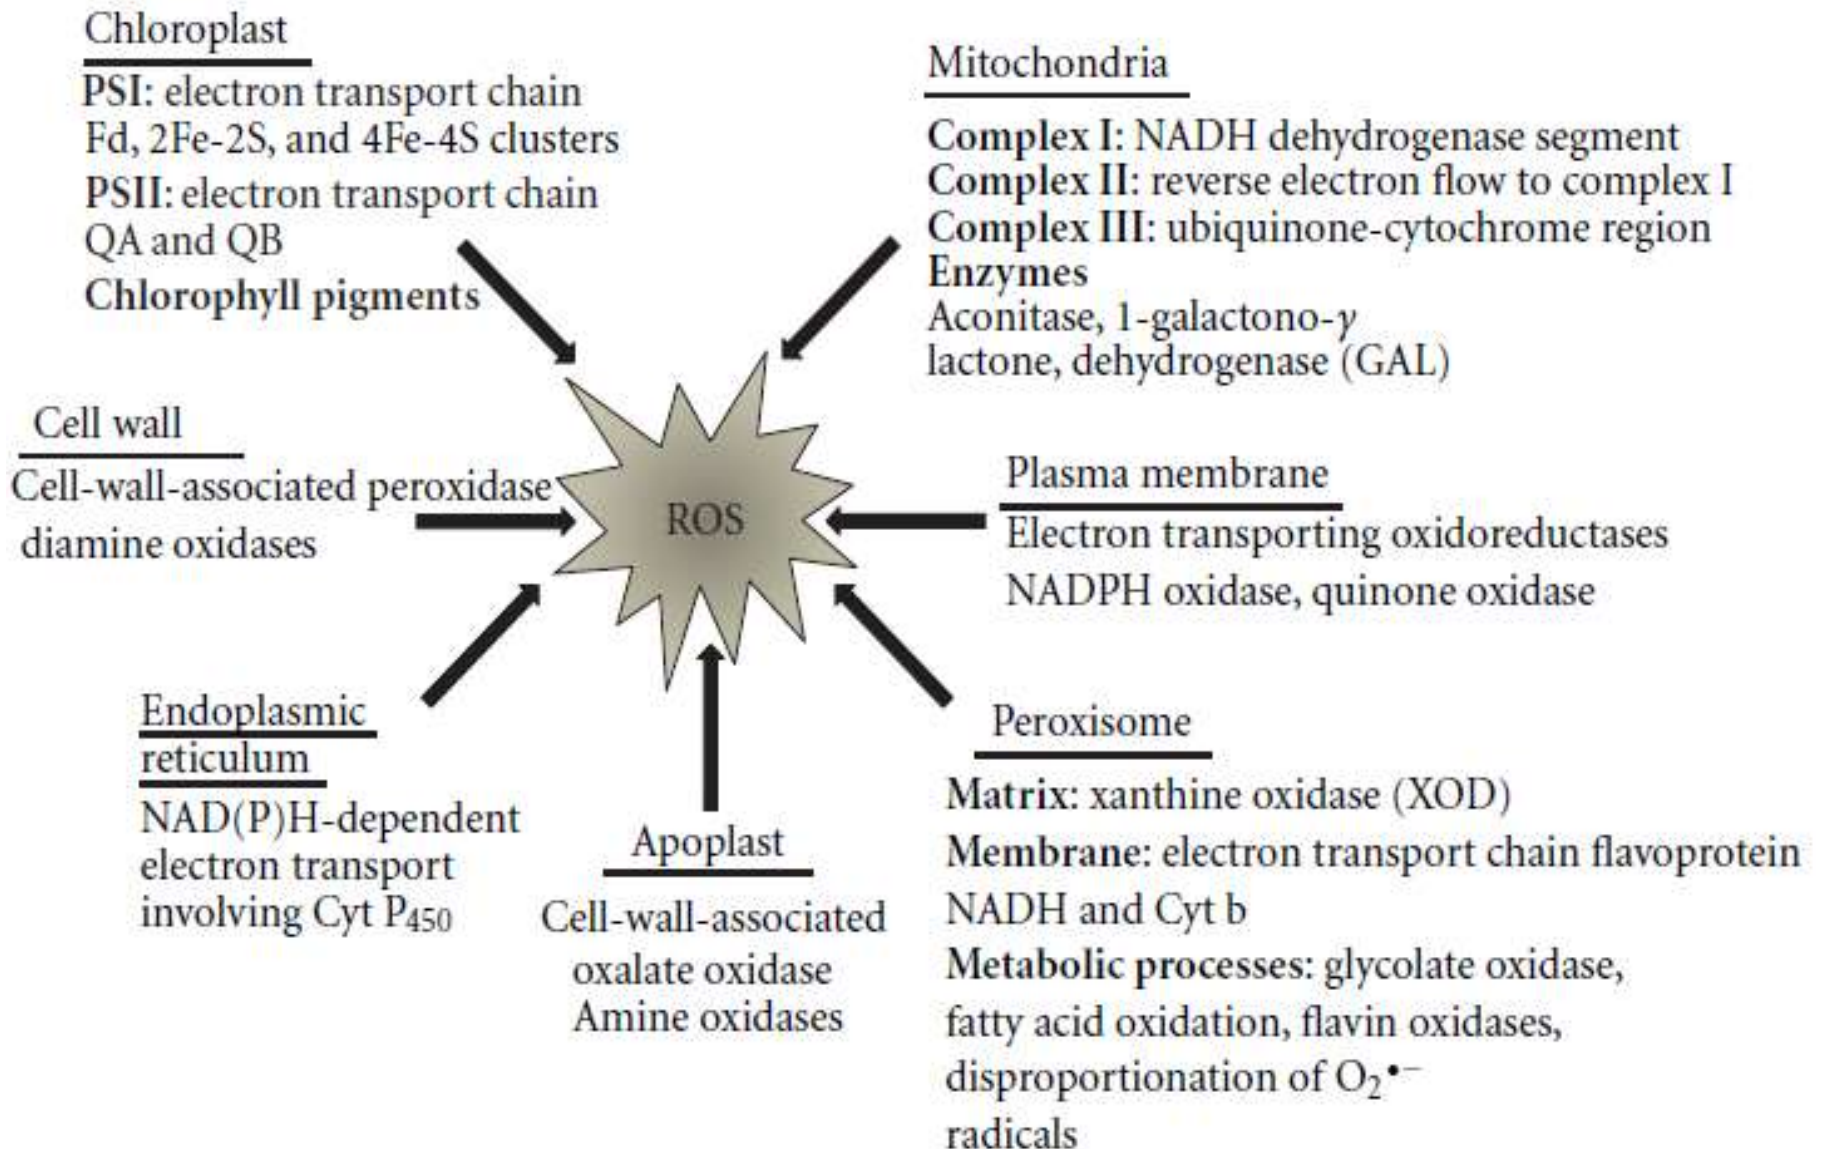 Chloroplast
PSI: electron transport chain
Fd, 2Fe-2S, and 4Fe-4S clusters
PSII: electron transport chain
QA and QB
Chlorophyll pigments
Mitochondria
Complex I: NADH dehydrogenase segment
Complex II: reverse electron flow to complex I
Complex III: ubiquinone-cytochrome region
Enzymes
Aconitase, 1-galactono-γ
lactone, dehydrogenase (GAL)
Cell wall
Cell-wall-associated peroxidase
diamine oxidases
ROS
Plasma membrane
Electron transporting oxidoreductases
NADPH oxidase, quinone oxidase
Endoplasmic
reticulum
NAD(P)H-dependent
electron transport
involving Cyt P₄₅₀
Apoplast
Cell-wall-associated
oxalate oxidase
Amine oxidases
Peroxisome
Matrix: xanthine oxidase (XOD)
Membrane: electron transport chain flavoprotein
NADH and Cyt b
Metabolic processes: glycolate oxidase,
fatty acid oxidation, flavin oxidases,
disproportionation of O₂•⁻
radicals